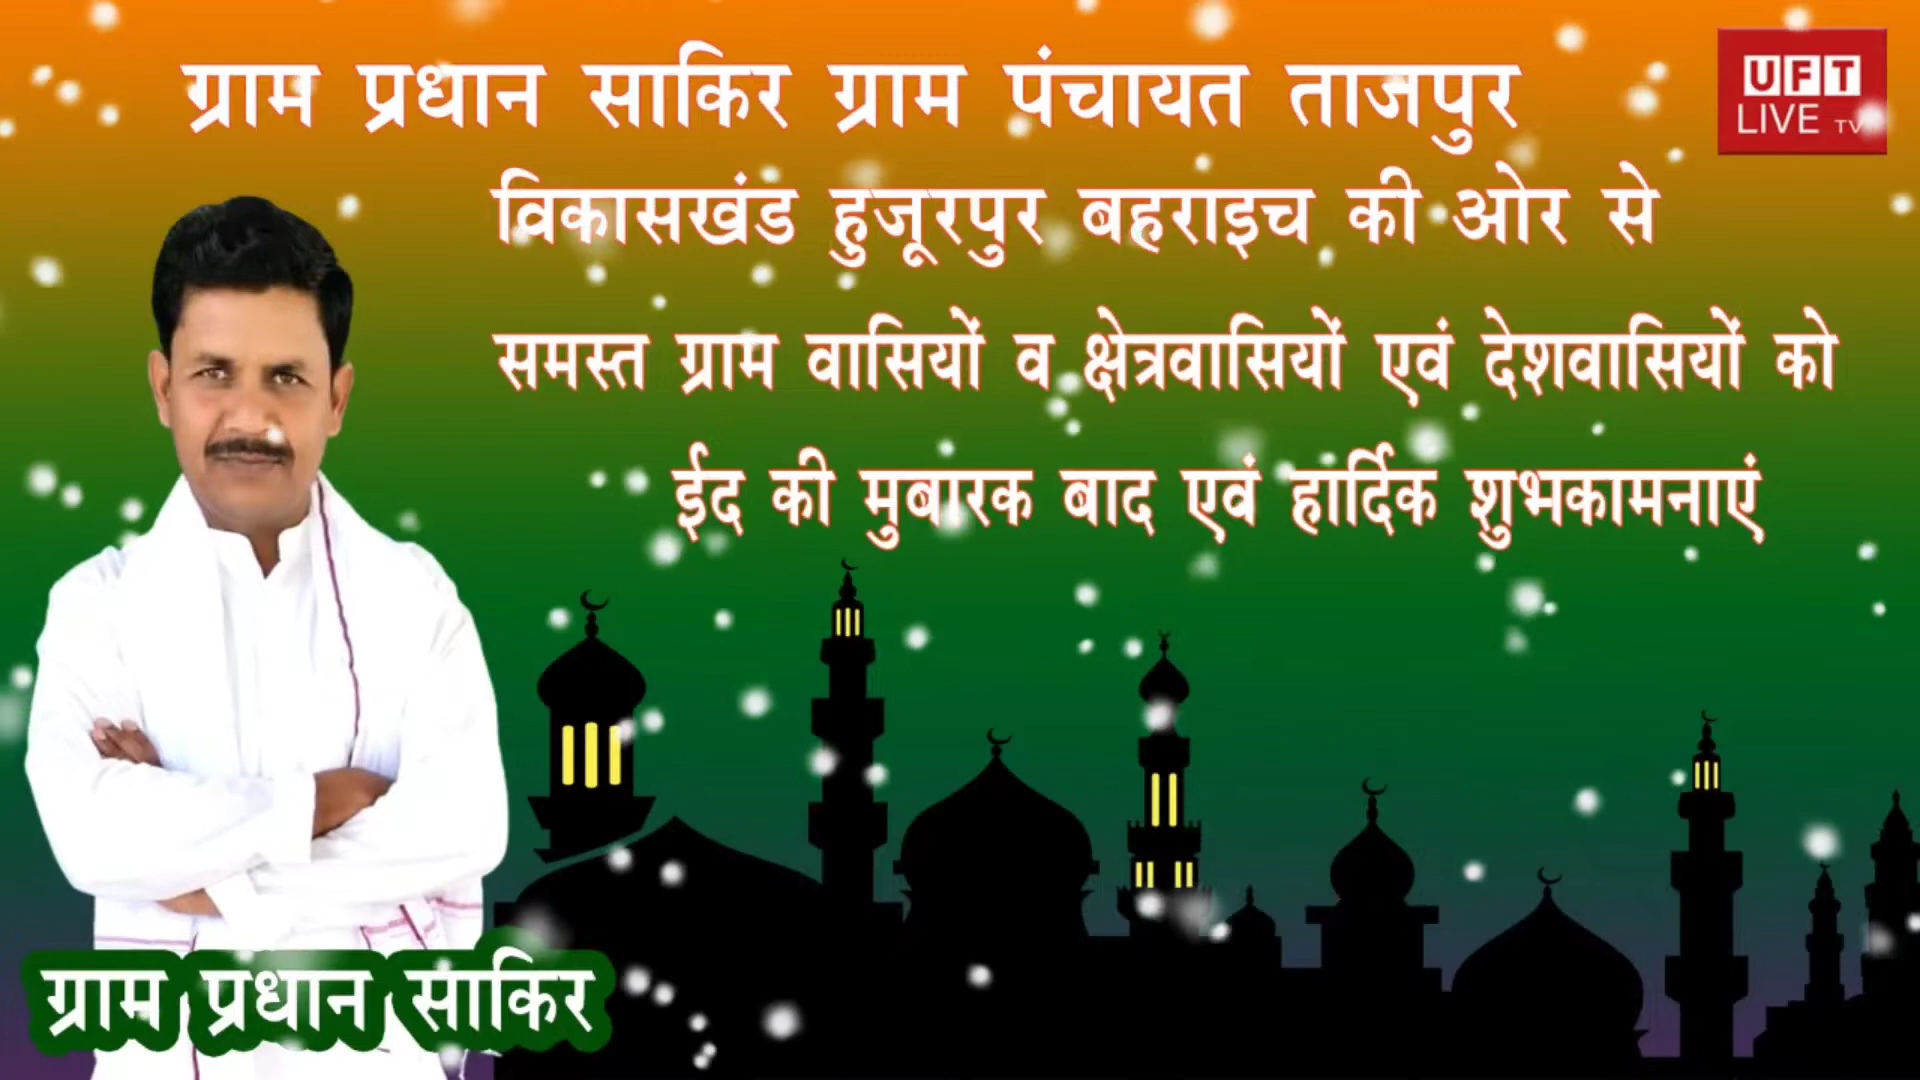 ग्राम प्रधान साकिर ग्राम पंचायत ताजपुर
UFT
LIVE TV
विकासखंड हुजूरपुर बहराइच की ओर से
समस्त ग्राम वासियों व क्षेत्रवासियों एवं देशवासियों को
ईद की मुबारक बाद एवं हार्दिक शुभकामनाएं
ग्राम प्रधान साकिर